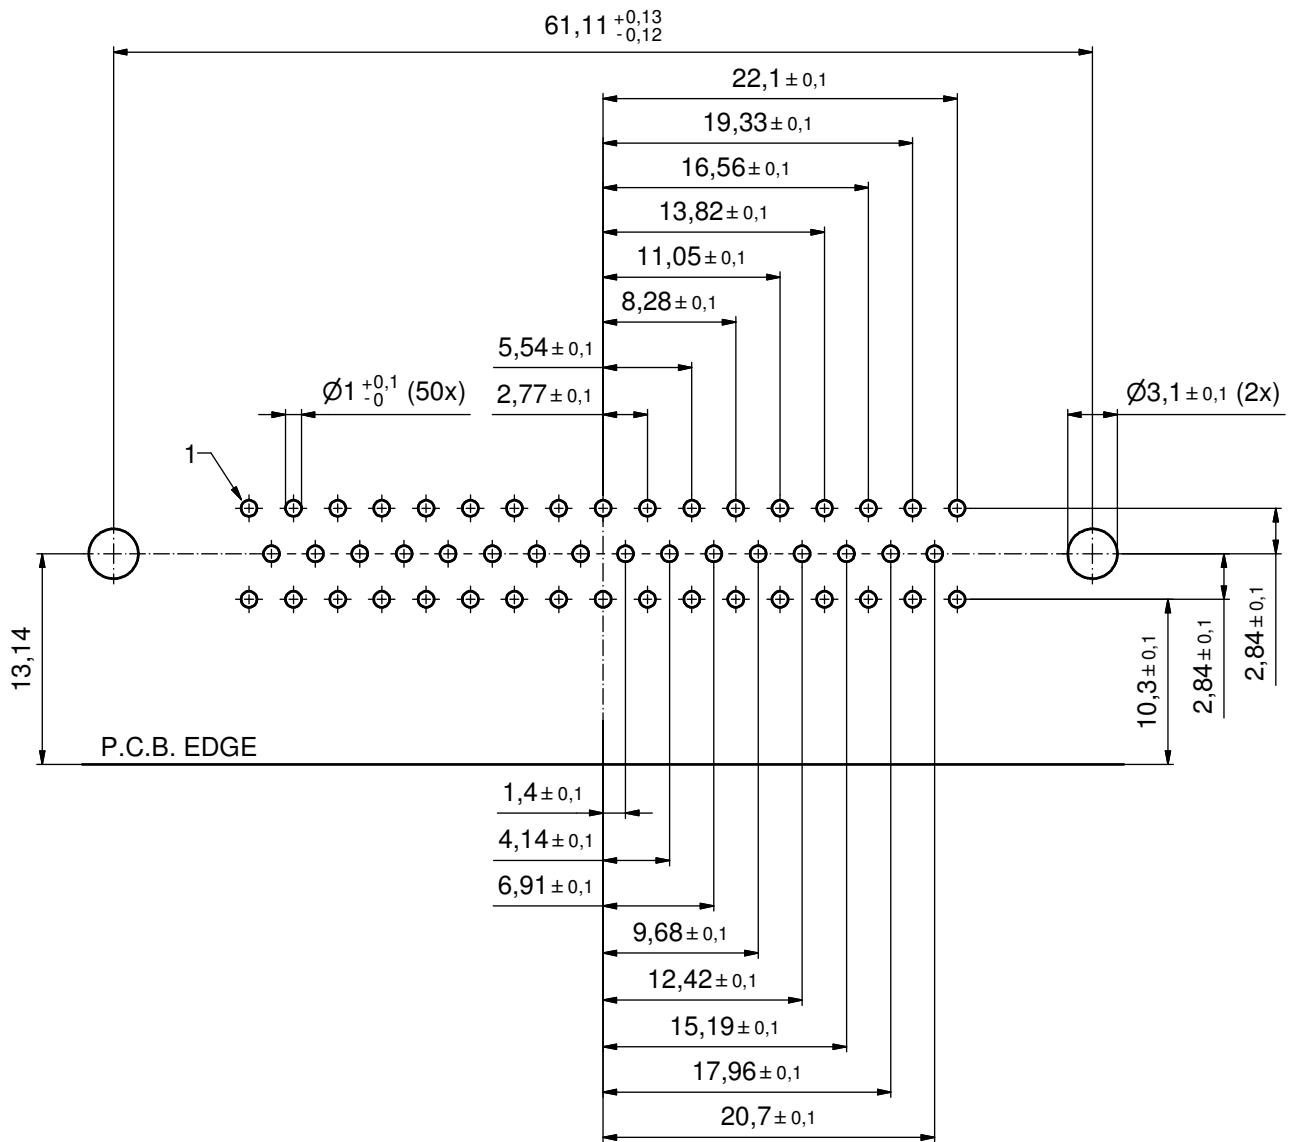 61,11 +0,13 -0,12
22,1 ± 0,1
19,33 ± 0,1
16,56 ± 0,1
13,82 ± 0,1
11,05 ± 0,1
8,28 ± 0,1
5,54 ± 0,1
Ø1 +0,1 -0 (50x)
2,77 ± 0,1
Ø3,1 ± 0,1 (2x)
1
13,14
10,3 ± 0,1
2,84 ± 0,1
2,84 ± 0,1
P.C.B. EDGE
1,4 ± 0,1
4,14 ± 0,1
6,91 ± 0,1
9,68 ± 0,1
12,42 ± 0,1
15,19 ± 0,1
17,96 ± 0,1
20,7 ± 0,1